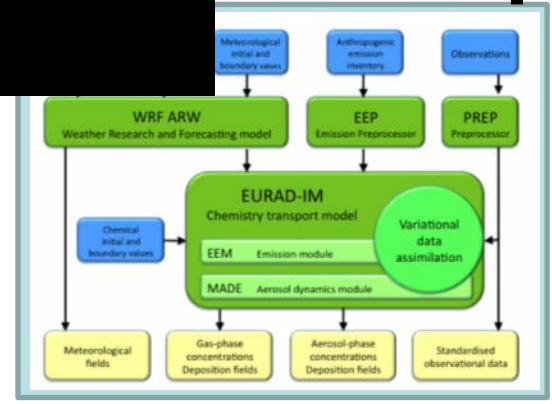 Meteorological
initial and
boundary values
Anthropogenic
emission
inventory
Observations
WRF ARW
Weather Research and Forecasting model
EEP
Emission Preprocessor
PREP
Preprocessor
EURAD-IM
Chemistry transport model
Variational
data
assimilation
Chemical
initial and
boundary values
EEM Emission module
MADE Aerosol dynamics module
Meteorological
fields
Gas-phase
concentrations
Deposition fields
Aerosol-phase
concentrations
Deposition fields
Standardised
observational data